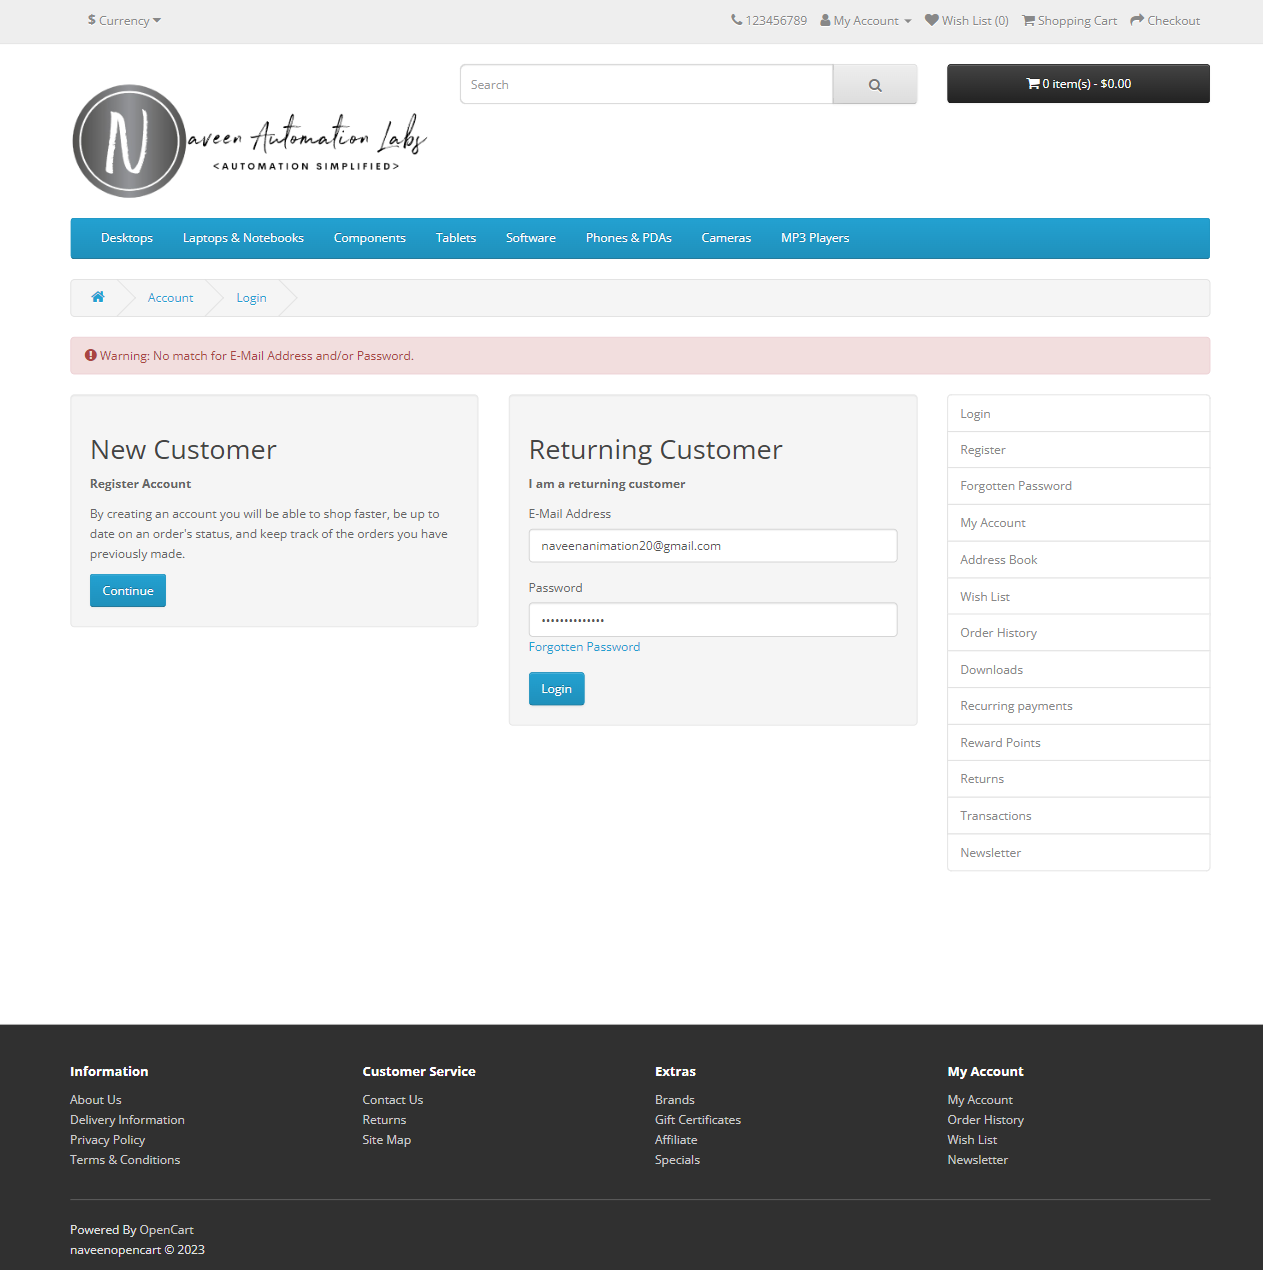 $ Currency
123456789 My Account Wish List (0) Shopping Cart Checkout
Search
0 item(s) - $0.00
N
aveen Automation Labs
<AUTOMATION SIMPLIFIED>
Desktops Laptops & Notebooks Components Tablets Software Phones & PDAs Cameras MP3 Players
Account Login
Warning: No match for E-Mail Address and/or Password.
New Customer
Register Account
By creating an account you will be able to shop faster, be up to
date on an order's status, and keep track of the orders you have
previously made.
Continue
Returning Customer
I am a returning customer
E-Mail Address
naveenanimation20@gmail.com
Password
••••••••••••••
Forgotten Password
Login
Login
Register
Forgotten Password
My Account
Address Book
Wish List
Order History
Downloads
Recurring payments
Reward Points
Returns
Transactions
Newsletter
Information
About Us
Delivery Information
Privacy Policy
Terms & Conditions
Customer Service
Contact Us
Returns
Site Map
Extras
Brands
Gift Certificates
Affiliate
Specials
My Account
My Account
Order History
Wish List
Newsletter
Powered By OpenCart
naveenopencart © 2023